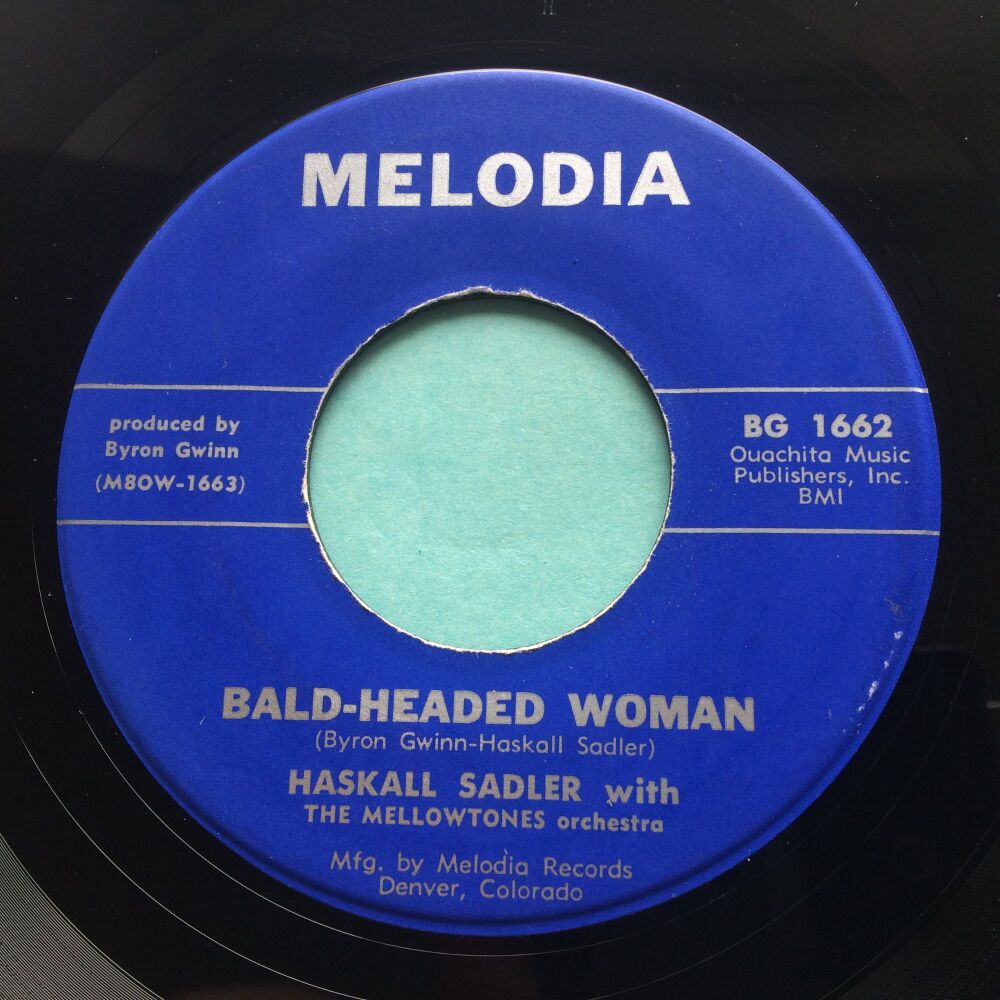 MELODIA
produced by
Byron Gwinn
(M8OW-1663)
BG 1662
Ouachita Music
Publishers, Inc.
BMI
BALD-HEADED WOMAN
(Byron Gwinn-Haskall Sadler)
HASKALL SADLER with
THE MELLOWTONES orchestra
Mfg. by Melodia Records
Denver, Colorado